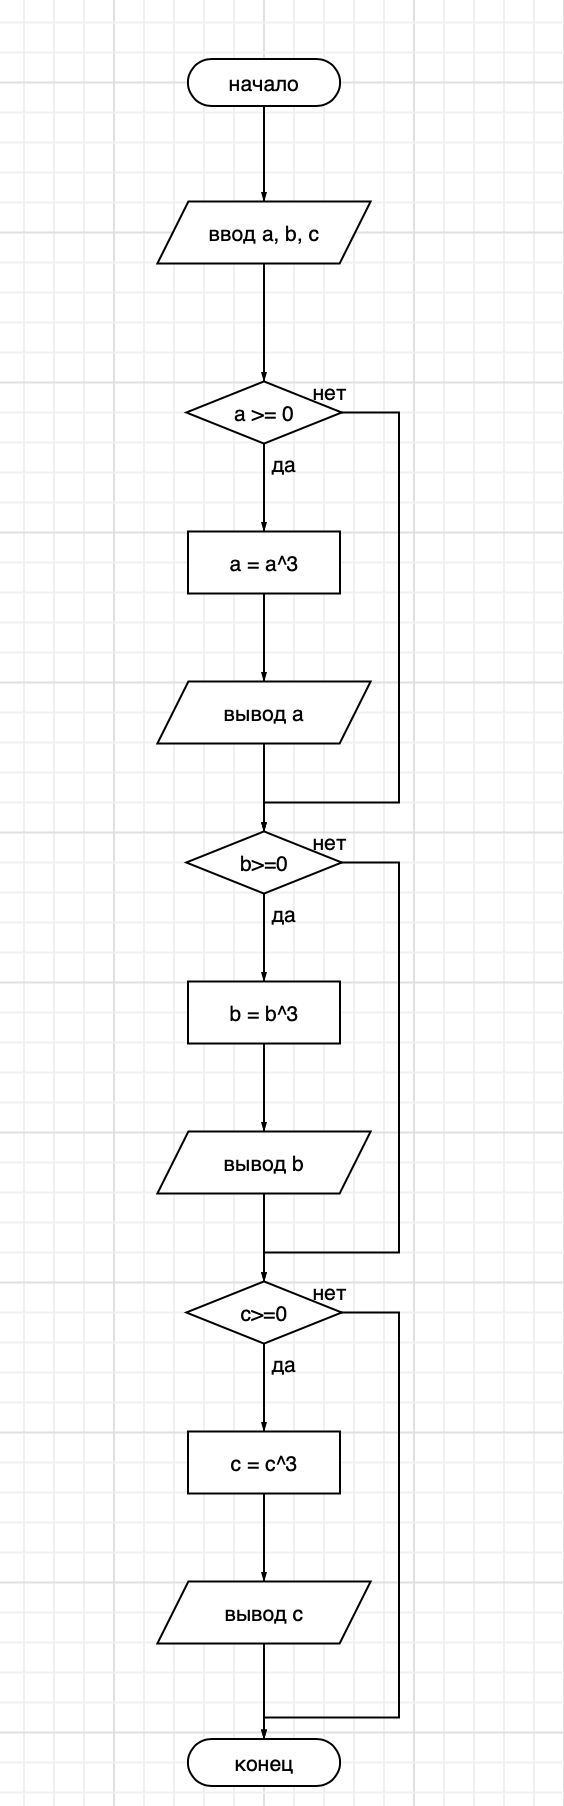 начало
ввод a, b, c
нет
a >= 0
да
a = a^3
вывод a
нет
b>=0
да
b = b^3
вывод b
нет
c>=0
да
c = c^3
вывод c
конец